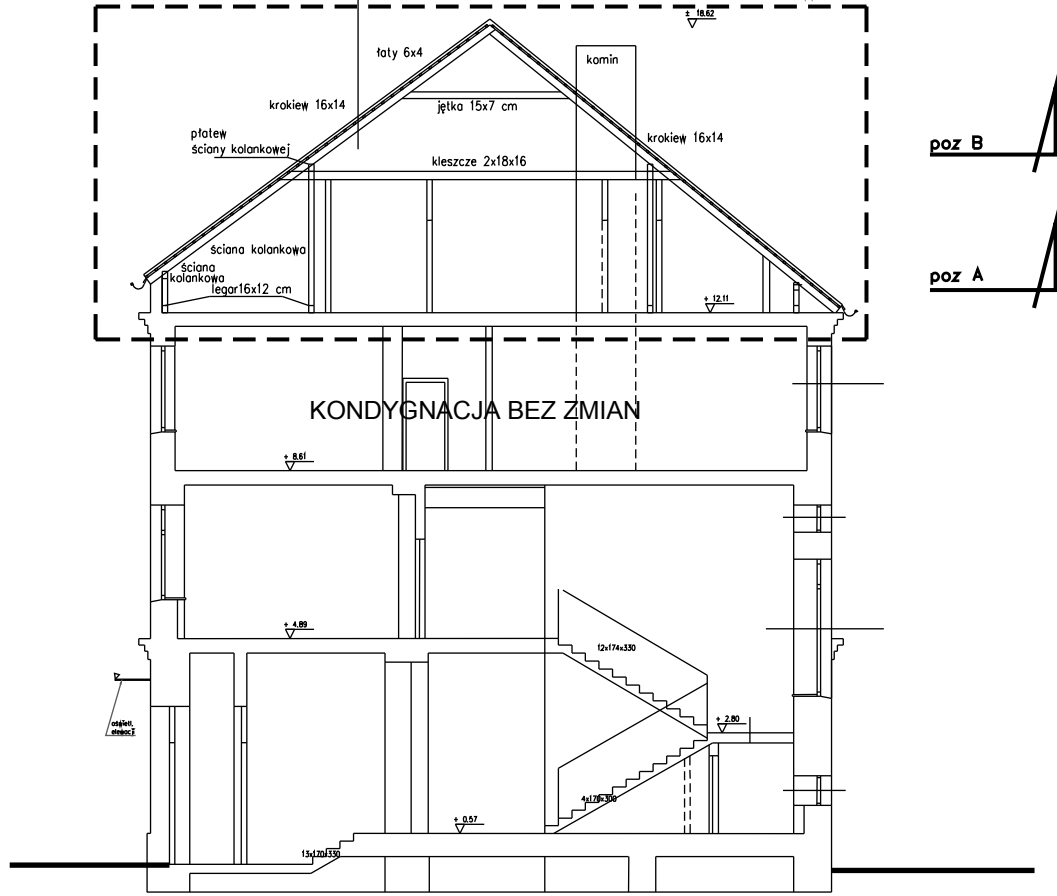 ± 18.62
łaty 6x4
komin
krokiew 16x14
jętka 15x7 cm
płatew
ściany kolankowej
krokiew 16x14
poz B
kleszcze 2x18x16
ściana kolankowa
ściana
kolankowa
legar16x12 cm
poz A
+ 12.11
KONDYGNACJA BEZ ZMIAN
+ 8.61
+ 4.89
12x174x330
oświetl.
elewacji
+ 2.80
4x170x300
+ 0.57
13x170x330